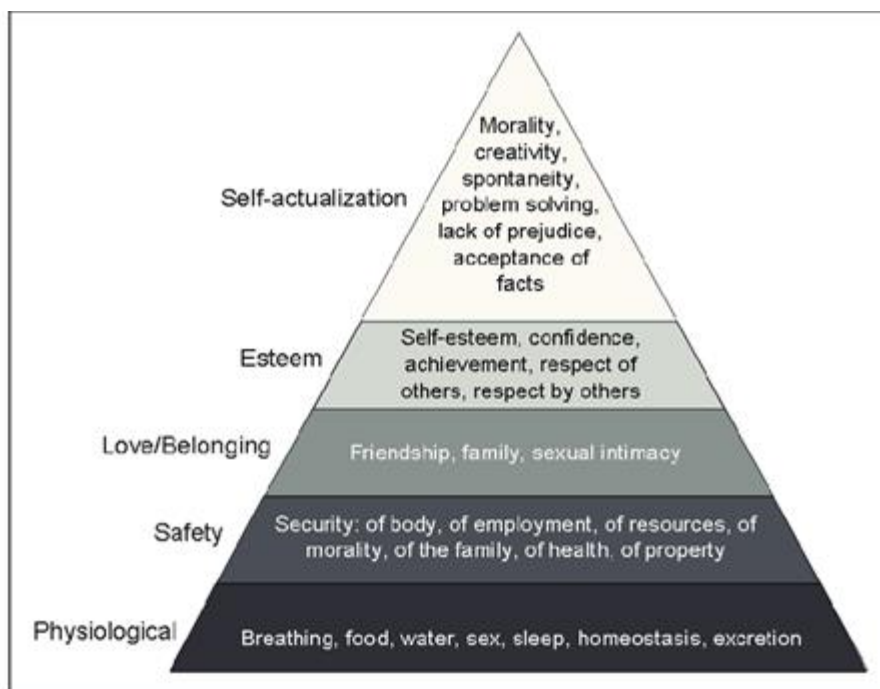 Morality,
creativity,
spontaneity,
problem solving,
lack of prejudice,
acceptance of
facts
Self-actualization
Self-esteem, confidence,
achievement, respect of
others, respect by others
Esteem
Friendship, family, sexual intimacy
Love/Belonging
Security: of body, of employment, of resources, of
morality, of the family, of health, of property
Safety
Breathing, food, water, sex, sleep, homeostasis, excretion
Physiological